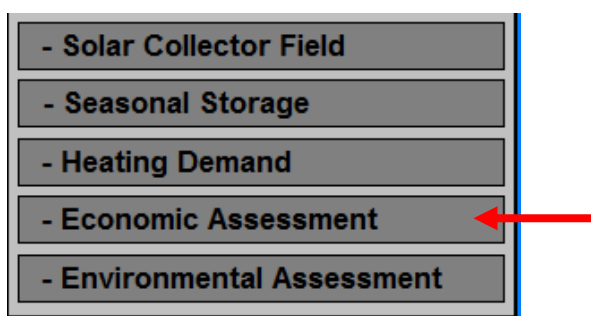 - Solar Collector Field
- Seasonal Storage
- Heating Demand
- Economic Assessment
- Environmental Assessment